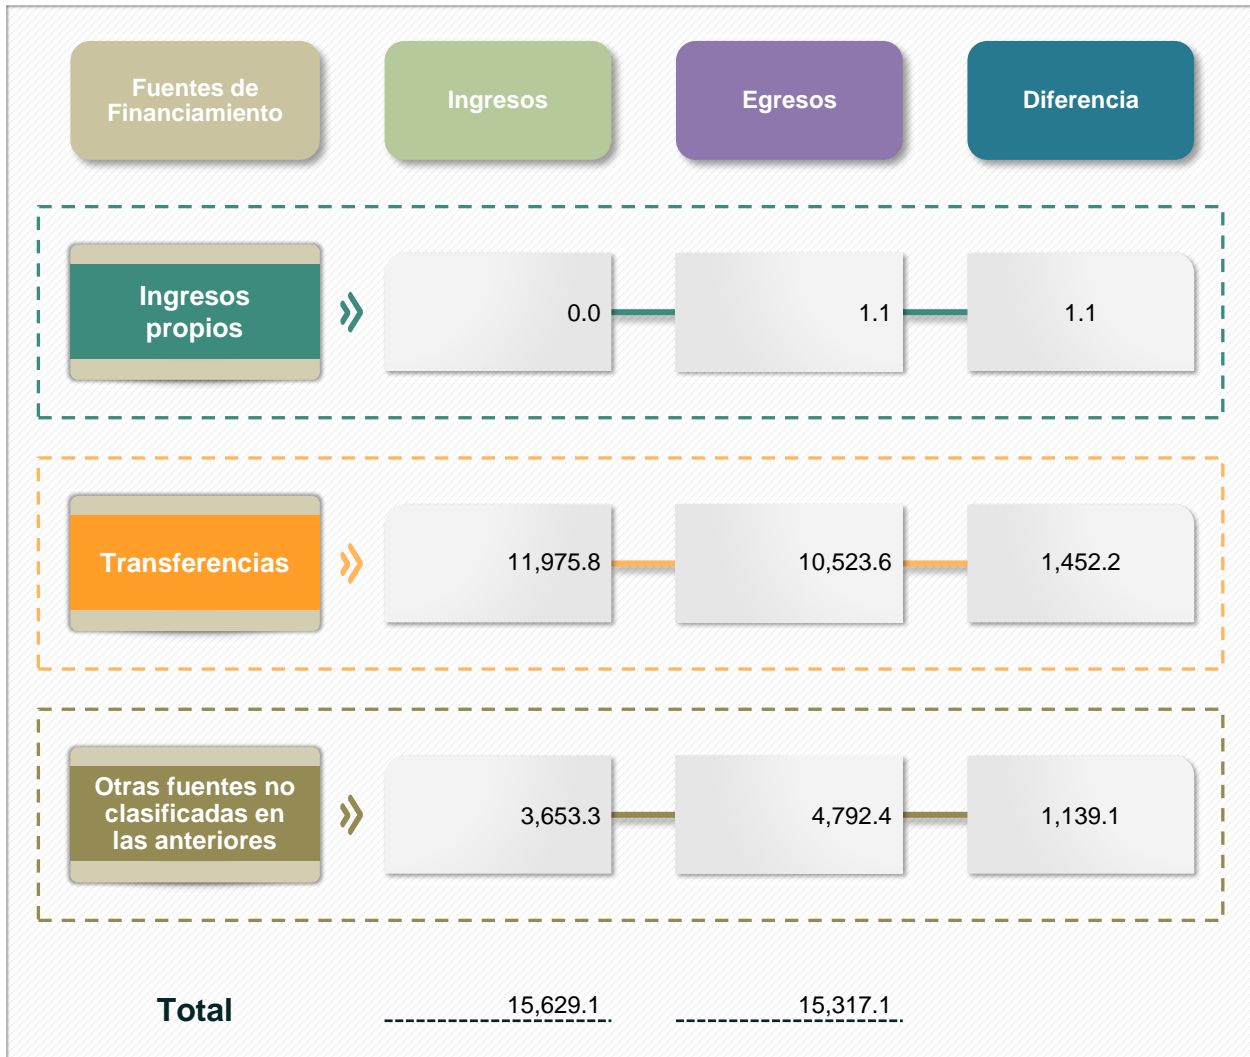 Fuentes de
Financiamiento
Ingresos
Egresos
Diferencia
Ingresos
propios
0.0
1.1
1.1
Transferencias
11,975.8
10,523.6
1,452.2
Otras fuentes no
clasificadas en
las anteriores
3,653.3
4,792.4
1,139.1
Total
15,629.1
15,317.1